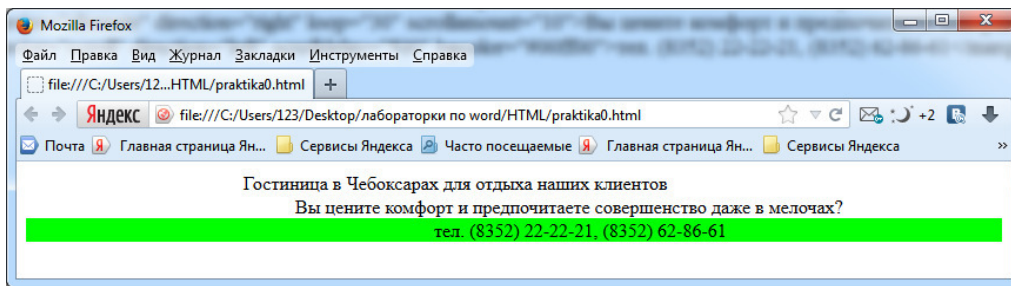 Mozilla Firefox
Файл Правка Вид Журнал Закладки Инструменты Справка
file:///C:/Users/12...HTML/praktika0.html +
Яндекс file:///C:/Users/123/Desktop/лабораторки по word/HTML/praktika0.html +2
Почта Я Главная страница Ян... Сервисы Яндекса Часто посещаемые Я Главная страница Ян... Сервисы Яндекса »
Гостиница в Чебоксарах для отдыха наших клиентов
Вы цените комфорт и предпочитаете совершенство даже в мелочах?
тел. (8352) 22-22-21, (8352) 62-86-61